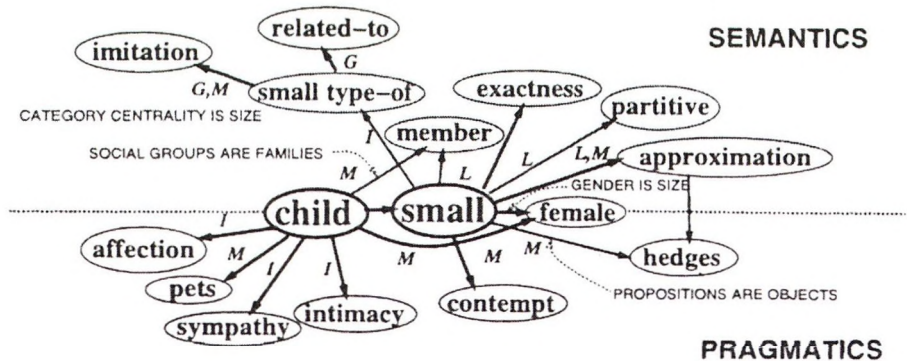 related–to
SEMANTICS
imitation
G
G,M
small type–of
exactness
partitive
CATEGORY CENTRALITY IS SIZE
I
member
L
L,M
approximation
SOCIAL GROUPS ARE FAMILIES
M
L
GENDER IS SIZE
child
small
female
I
affection
M
I
I
M
M
M
hedges
pets
intimacy
contempt
PROPOSITIONS ARE OBJECTS
sympathy
PRAGMATICS